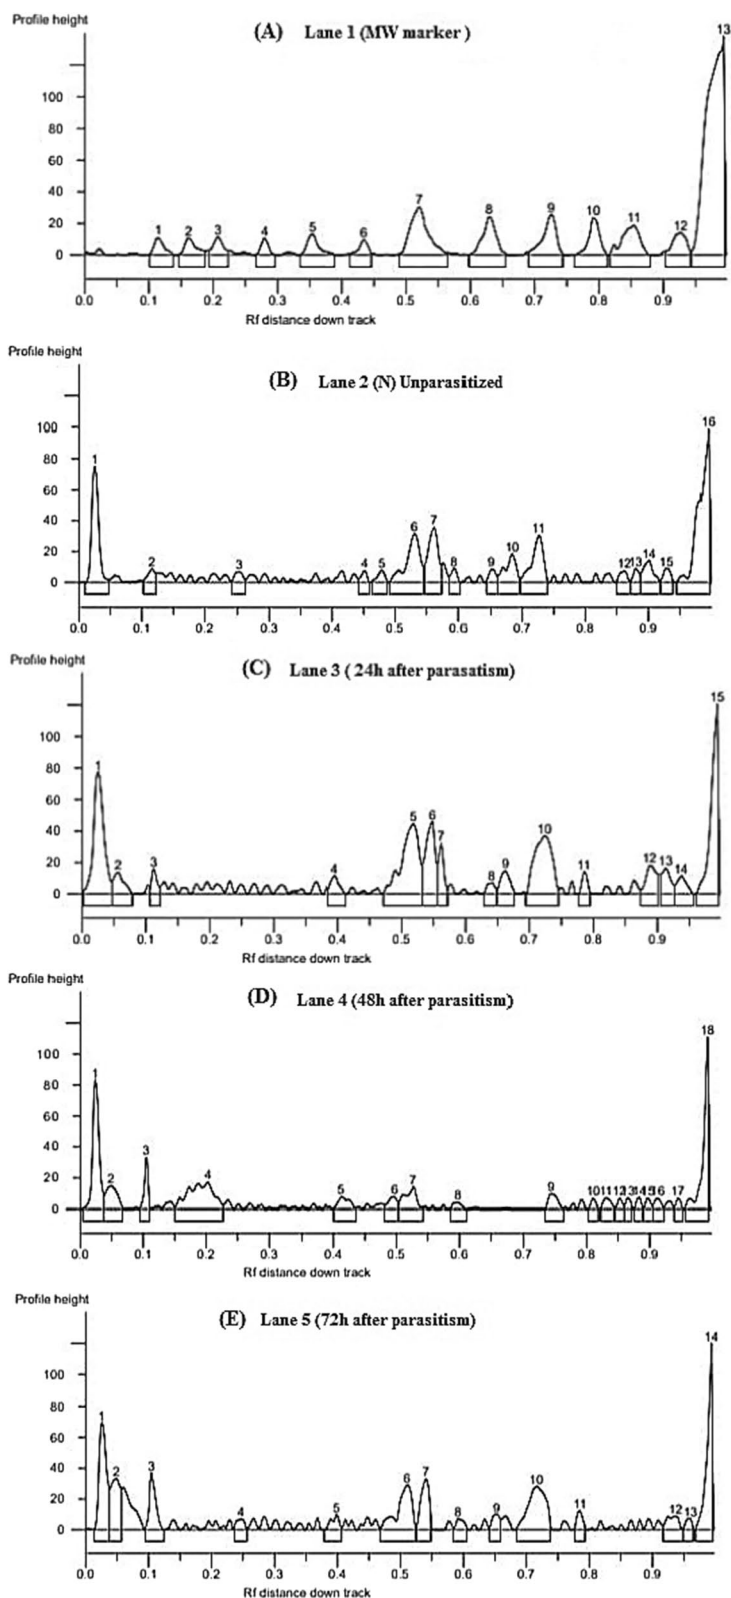 Profile height
(A) Lane 1 (MW marker )
13
100
80
60
40
20
0
1 2 3 4 5 6 7 8 9 10 11 12
0.0 0.1 0.2 0.3 0.4 0.5 0.6 0.7 0.8 0.9
Rf distance down track
Profile height
(B) Lane 2 (N) Unparasitized
16
100
80
60
40
20
0
1 2 3 4 5 6 7 8 9 10 11 12 13 14 15
0.0 0.1 0.2 0.3 0.4 0.5 0.6 0.7 0.8 0.9
Profile height
(C) Lane 3 ( 24h after parasatism)
15
100
80
60
40
20
0
1 2 3 4 5 6 7 8 9 10 11 12 13 14
0.0 0.1 0.2 0.3 0.4 0.5 0.6 0.7 0.8 0.9
Rf distance down track
Profile height
(D) Lane 4 (48h after parasitism)
18
100
80
60
40
20
0
1 2 3 4 5 6 7 8 9 10 11 12 13 14 15 16 17
0.0 0.1 0.2 0.3 0.4 0.5 0.6 0.7 0.8 0.9
Rf distance down track
Profile height
(E) Lane 5 (72h after parasitism)
14
100
80
60
40
20
0
1 2 3 4 5 6 7 8 9 10 11 12 13
0.0 0.1 0.2 0.3 0.4 0.5 0.6 0.7 0.8 0.9
Rf distance down track